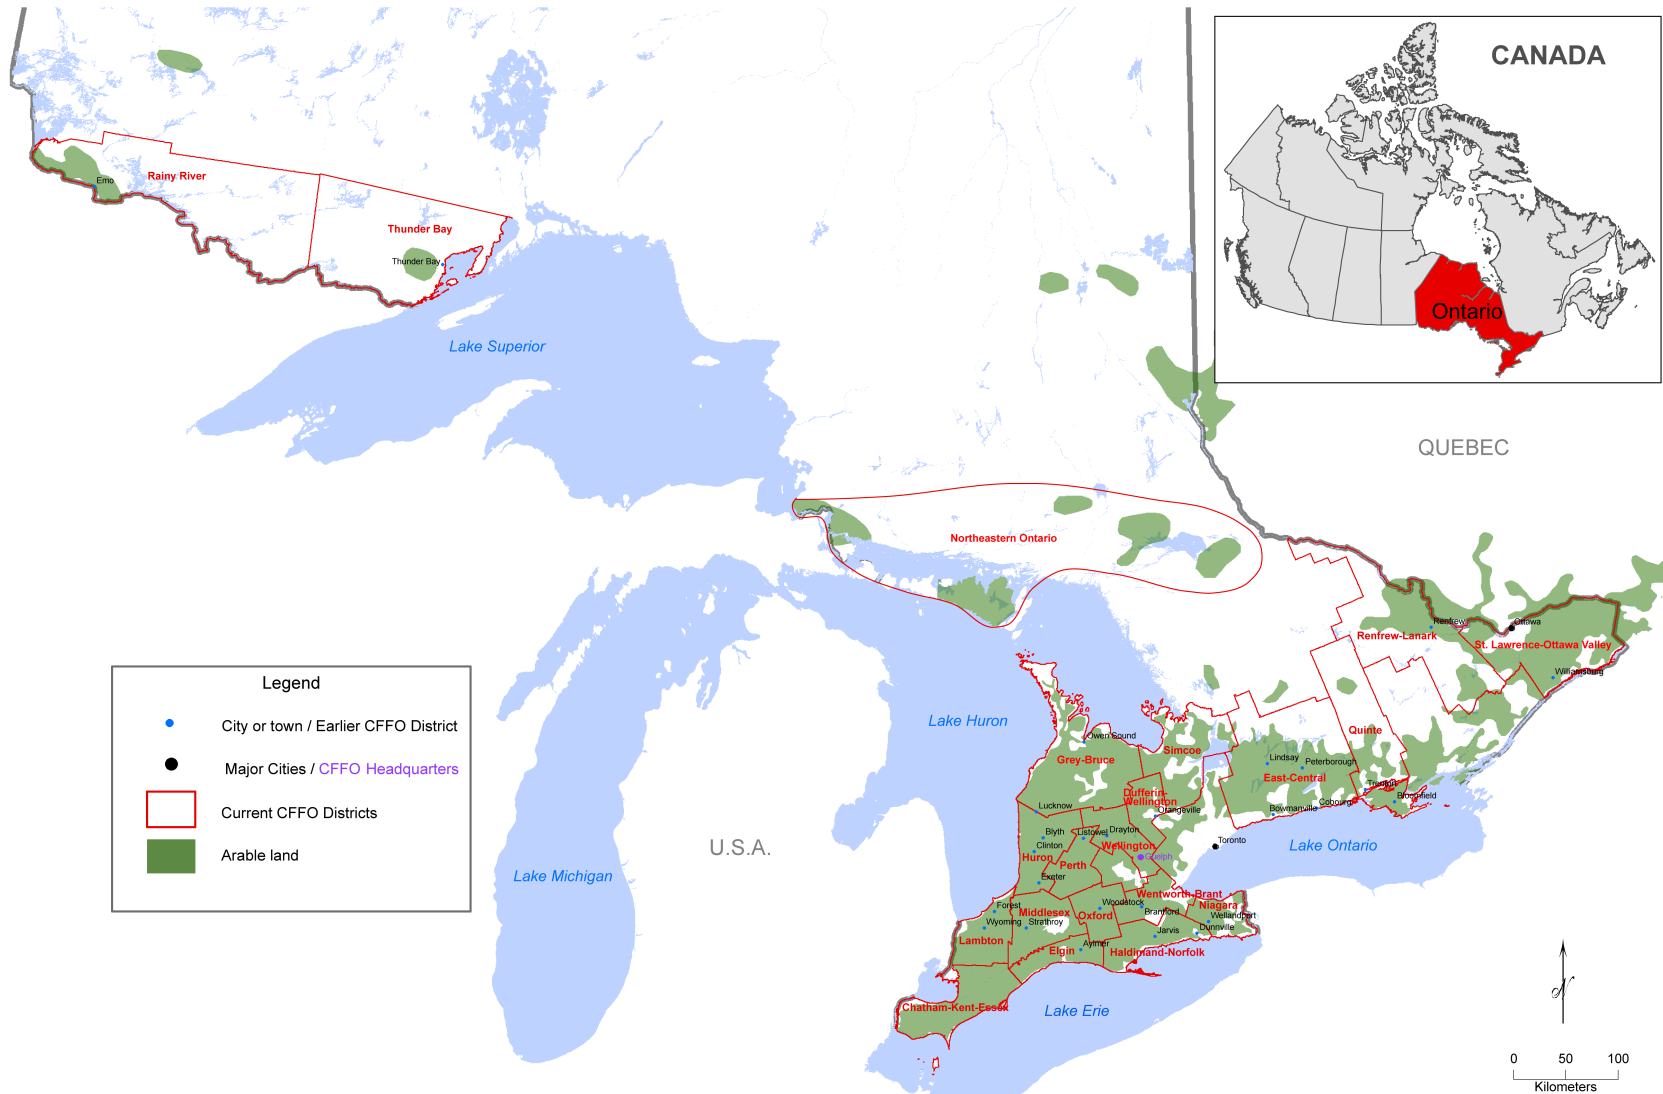 CANADA
Ontario
Rainy River
Emo
Thunder Bay
Thunder Bay
Lake Superior
QUEBEC
Northeastern Ontario
Renfrew
Ottawa
Renfrew-Lanark
St. Lawrence-Ottawa Valley
Williamsburg
Legend
City or town / Earlier CFFO District
Major Cities / CFFO Headquarters
Current CFFO Districts
Arable land
Lake Huron
Owen Sound
Simcoe
Grey-Bruce
Quinte
Lindsay
Peterborough
East-Central
Trenton
Bloomfield
Cobourg
Bowmanville
Dufferin-
Wellington
Orangeville
Lucknow
Blyth
Listowel
Drayton
Clinton
Wellington
Toronto
Lake Ontario
Huron
Perth
Guelph
U.S.A.
Lake Michigan
Exeter
Wentworth-Brant
Forest
Middlesex
Woodstock
Oxford
Brantford
Niagara
Wellandport
Wyoming
Strathroy
Dunnville
Jarvis
Lambton
Elgin
Aylmer
Haldimand-Norfolk
Chatham-Kent-Essex
Lake Erie
N
0 50 100
Kilometers